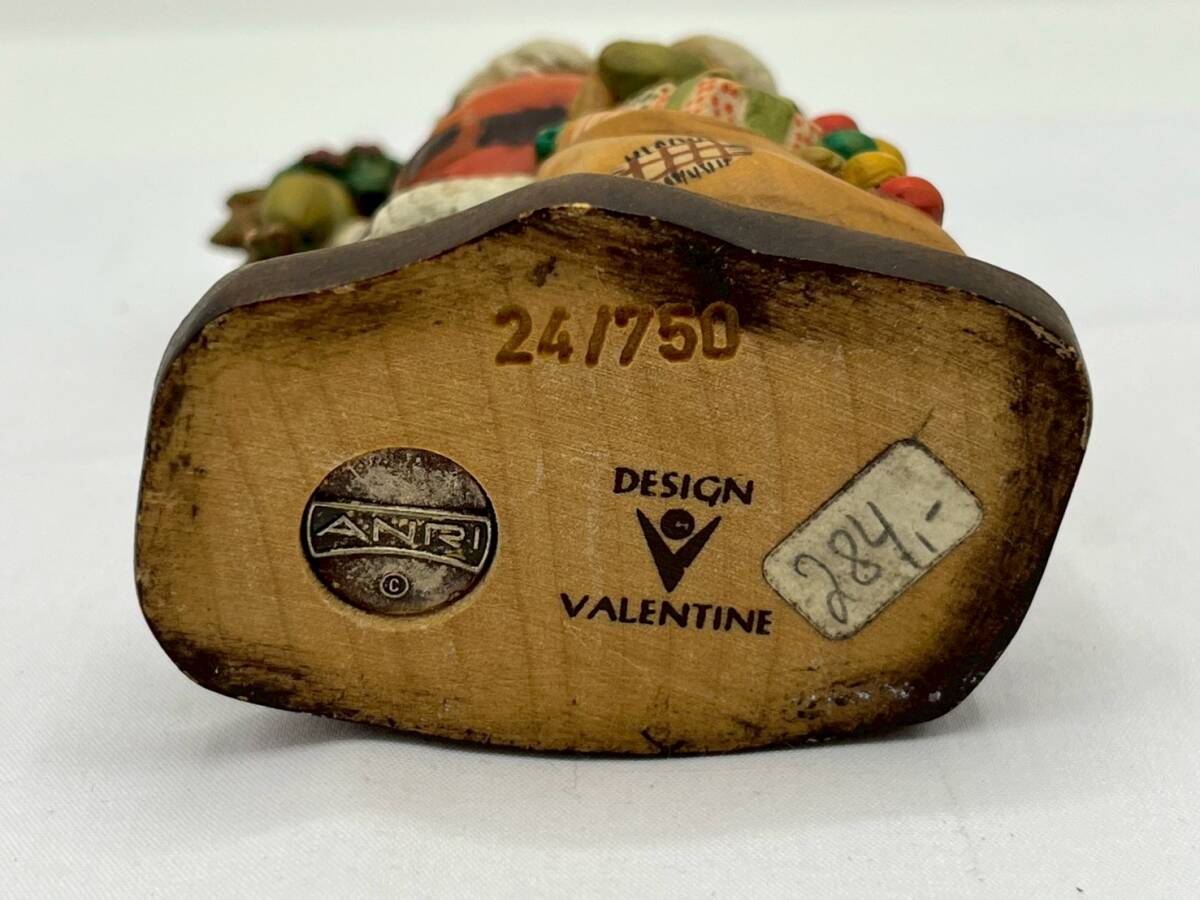 24/750
ANRI
©
DESIGN
VALENTINE
284,-